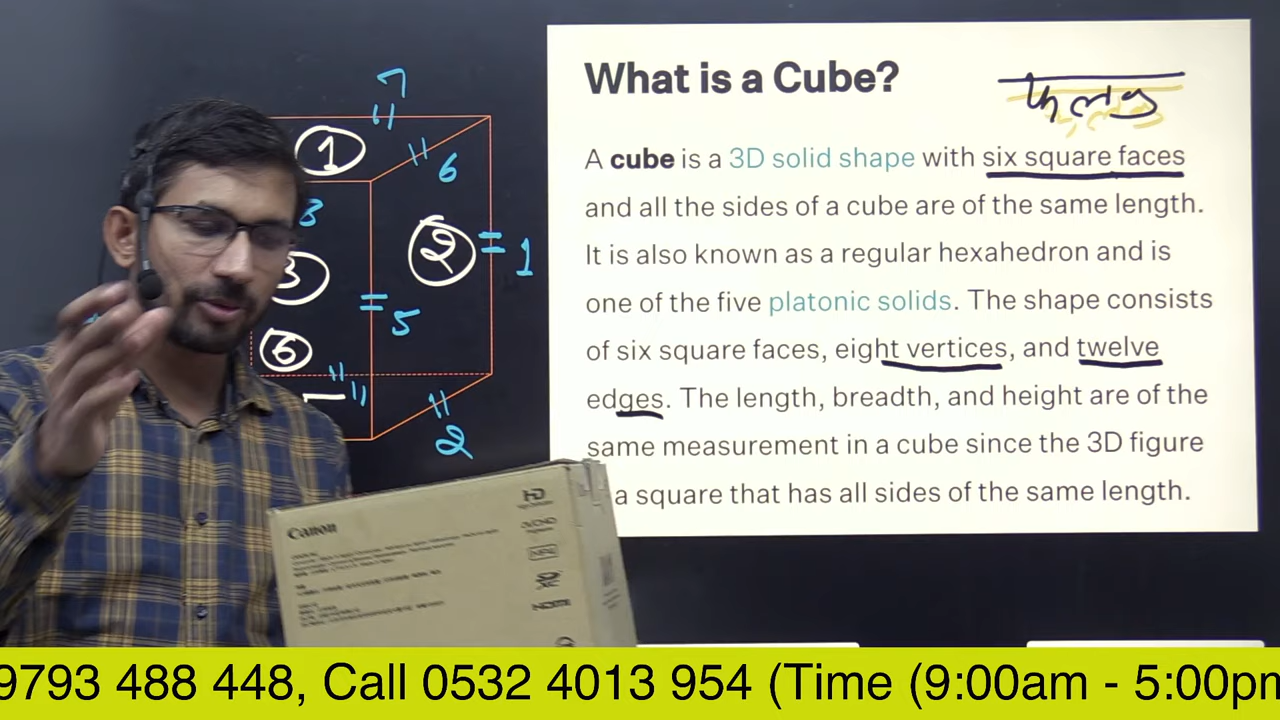 What is a Cube?
A cube is a 3D solid shape with six square faces
and all the sides of a cube are of the same length.
It is also known as a regular hexahedron and is
one of the five platonic solids. The shape consists
of six square faces, eight vertices, and twelve
edges. The length, breadth, and height are of the
same measurement in a cube since the 3D figure
a square that has all sides of the same length.
7
1
6
3
2
1
3
5
6
2
Canon
HD
AVCHD
NEW
HDMI
9793 488 448, Call 0532 4013 954 (Time (9:00am - 5:00pm